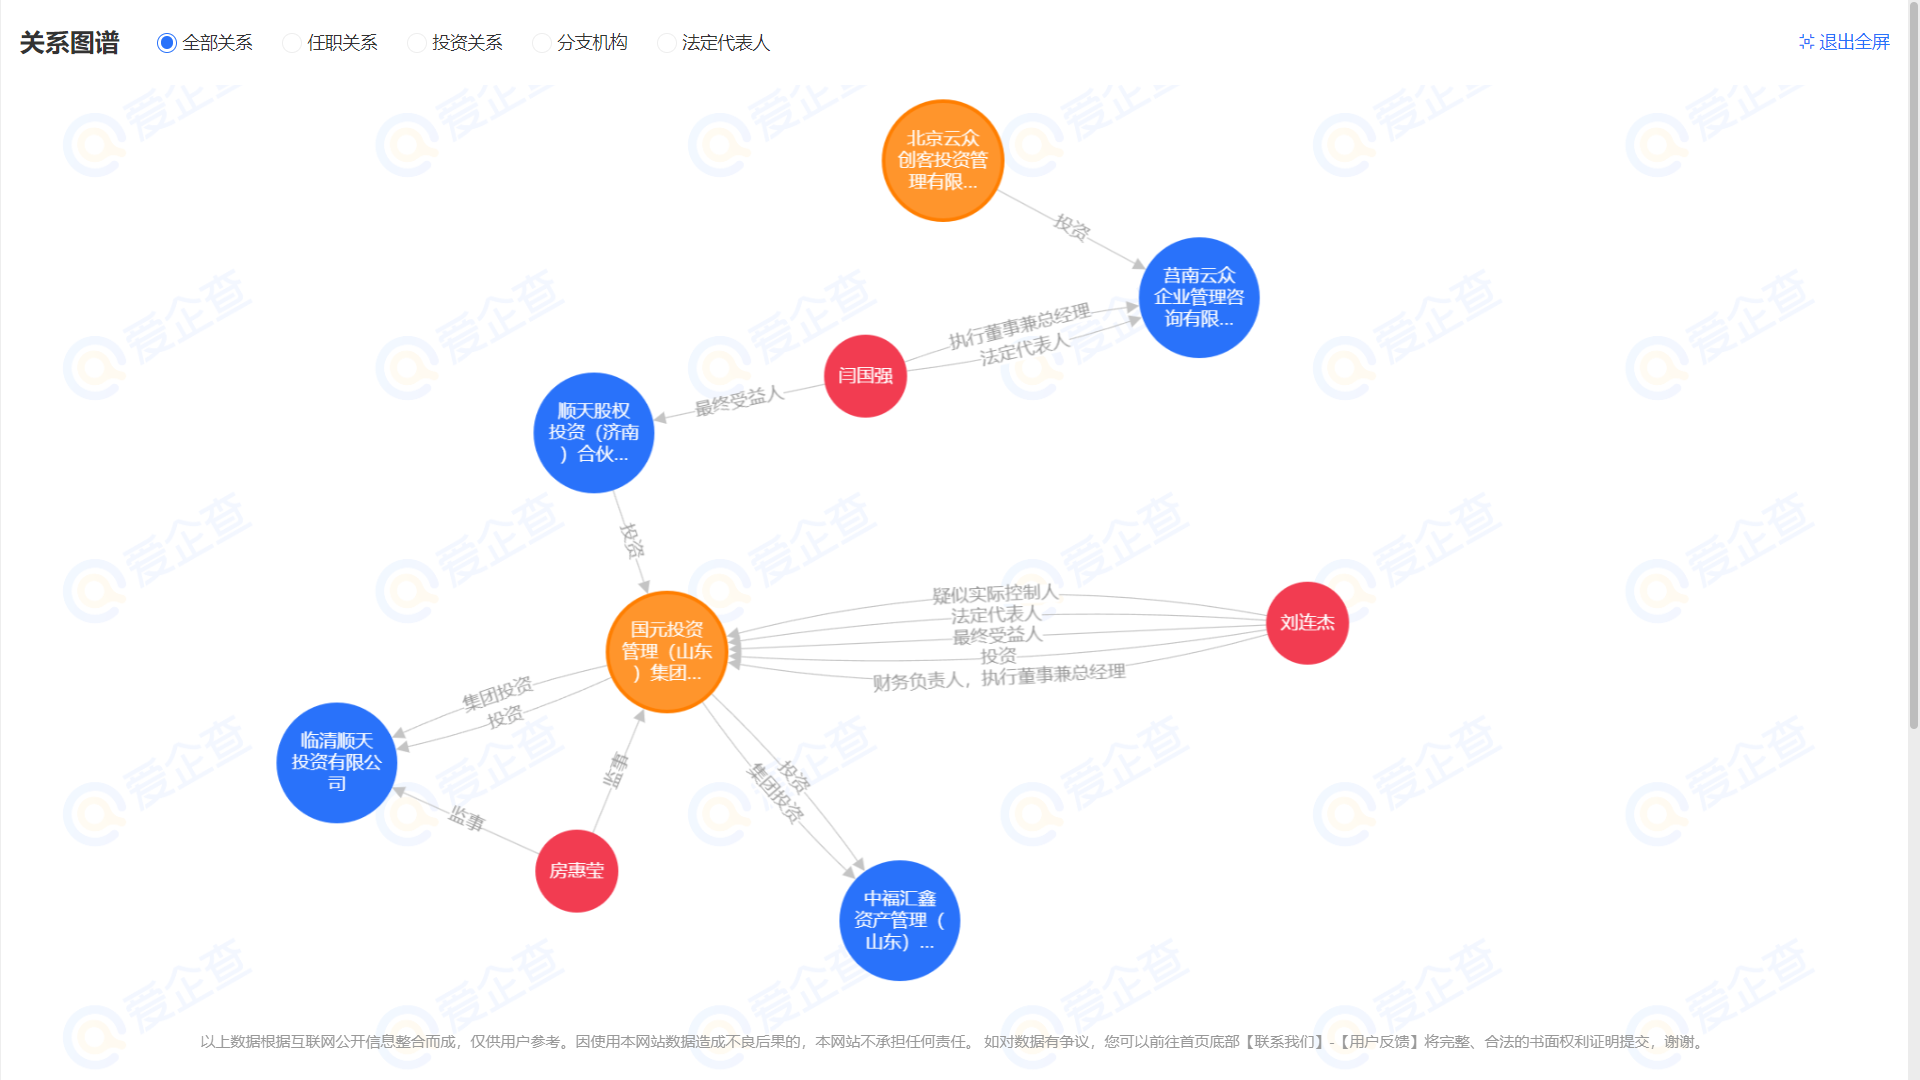 关系图谱
全部关系
任职关系
投资关系
分支机构
法定代表人
退出全屏
北京云众
创客投资管
理有限...
投资
莒南云众
企业管理咨
询有限...
执行董事兼总经理
法定代表人
闫国强
最终受益人
顺天股权
投资（济南
）合伙...
投资
疑似实际控制人
法定代表人
最终受益人
投资
财务负责人，执行董事兼总经理
刘连杰
国元投资
管理（山东
）集团...
集团投资
投资
临清顺天
投资有限公
司
监事
监事
房惠莹
投资
集团投资
中福汇鑫
资产管理（
山东）...
以上数据根据互联网公开信息整合而成，仅供用户参考。因使用本网站数据造成不良后果的，本网站不承担任何责任。 如对数据有争议，您可以前往首页底部【联系我们】-【用户反馈】将完整、合法的书面权利证明提交，谢谢。
爱企查